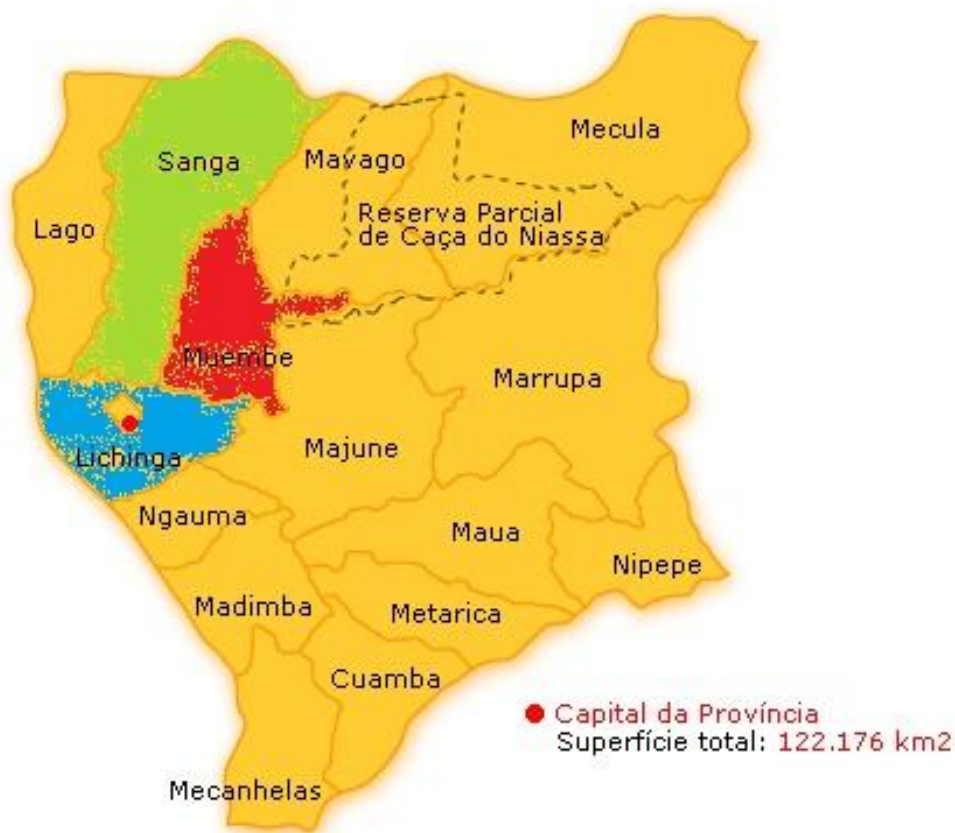 Mecula
Sanga
Mavago
Reserva Parcial
de Caça do Niassa
Lago
Muembe
Marrupa
Majune
Lichinga
Ngauma
Maua
Nipepe
Madimba
Metarica
Cuamba
Capital da Província
Superfície total: 122.176 km2
Mecanhelas